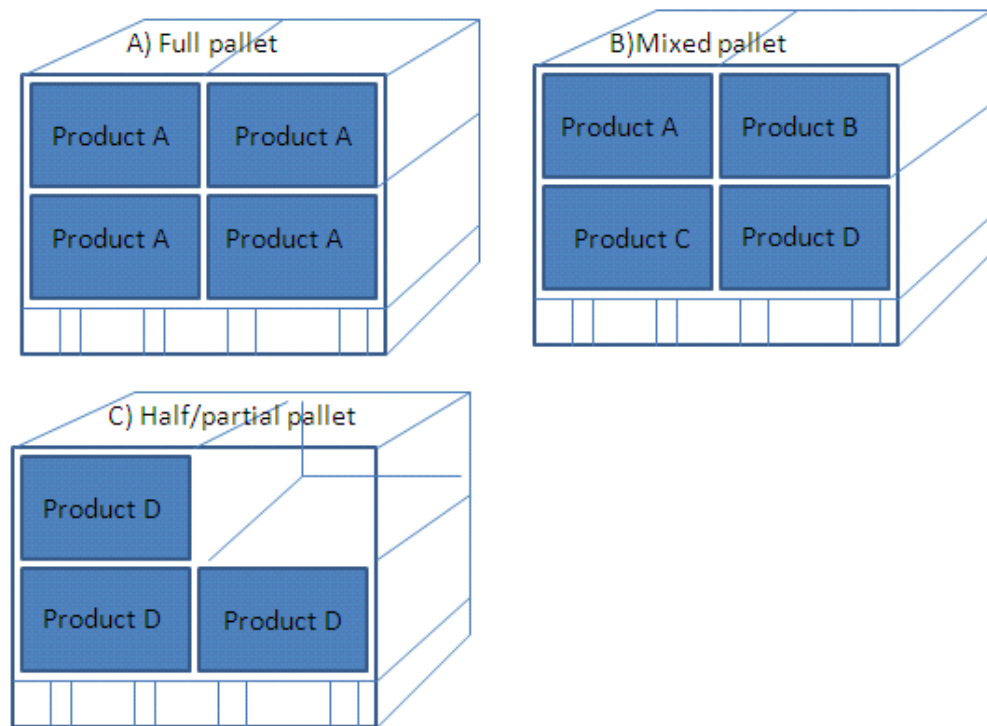 A) Full pallet
Product A
Product A
Product A
Product A
B)Mixed pallet
Product A
Product B
Product C
Product D
C) Half/partial pallet
Product D
Product D
Product D